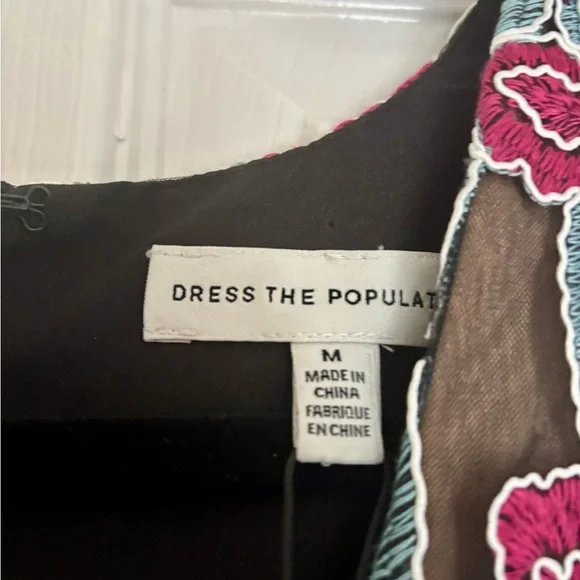 DRESS THE POPULAT
M
MADE IN
CHINA
FABRIQUE
EN CHINE